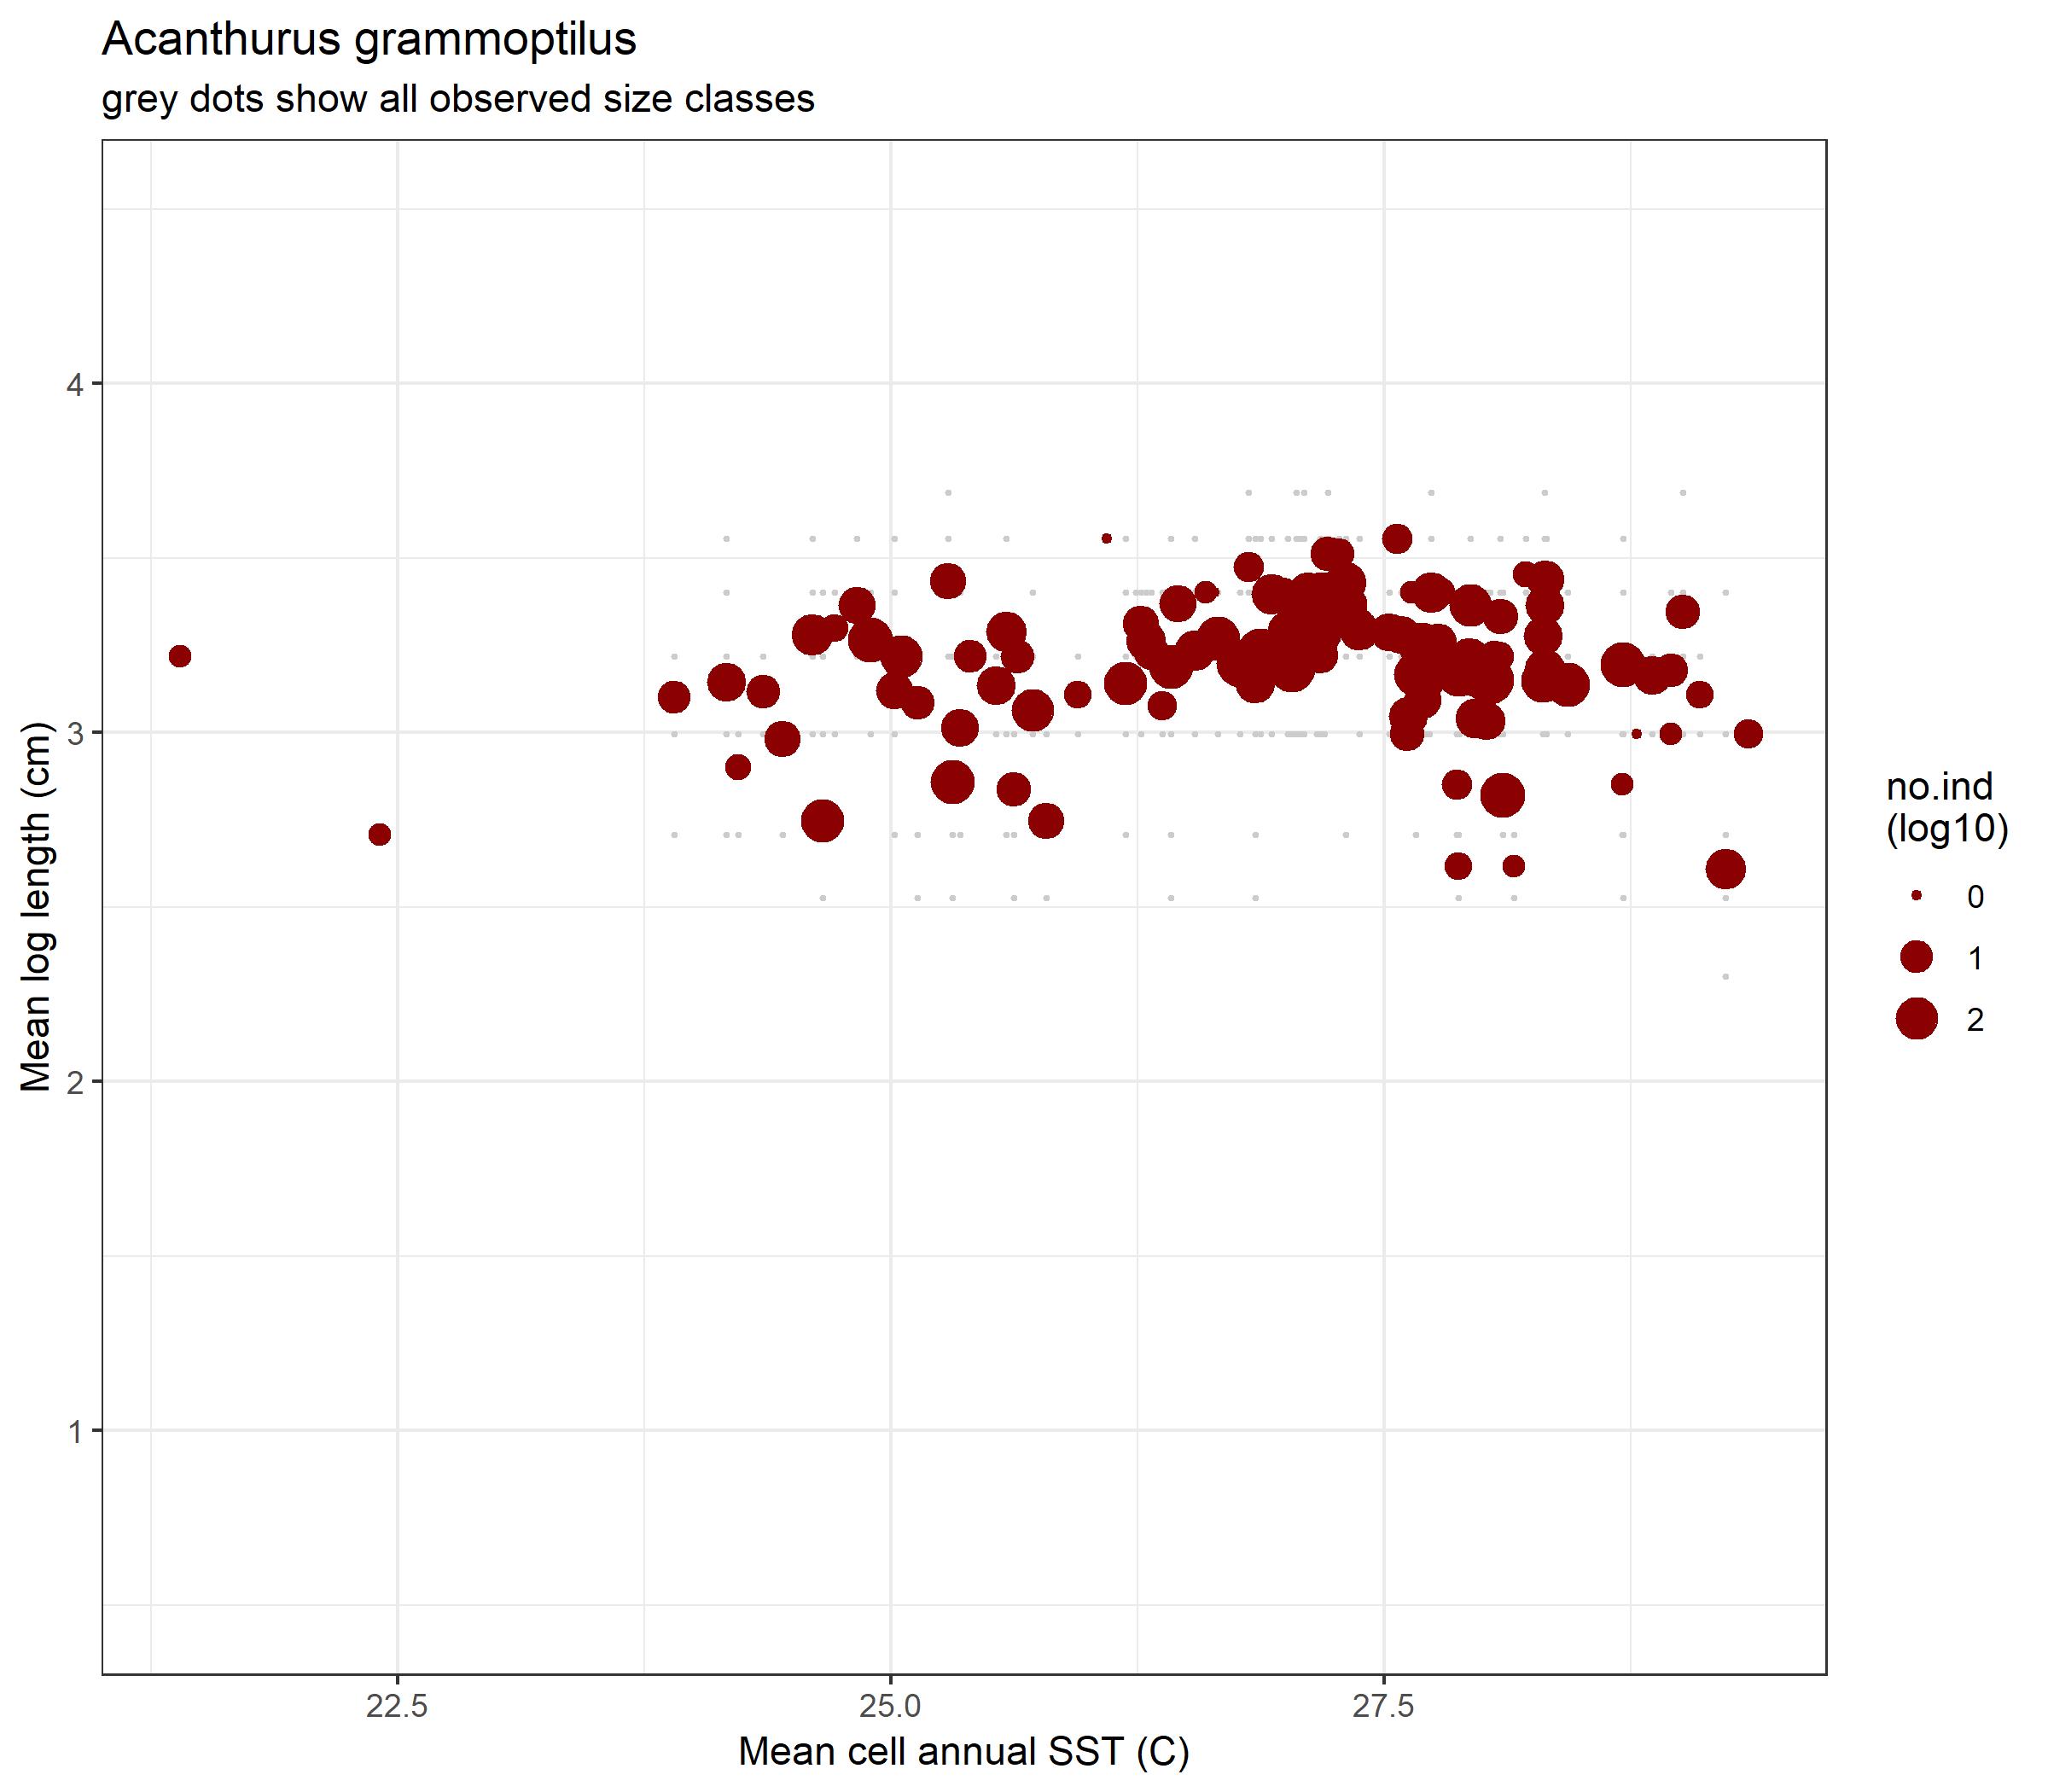 Acanthurus grammoptilus
grey dots show all observed size classes
Mean log length (cm)
4
3
2
1
22.5
25.0
27.5
Mean cell annual SST (C)
no.ind
(log10)
0
1
2